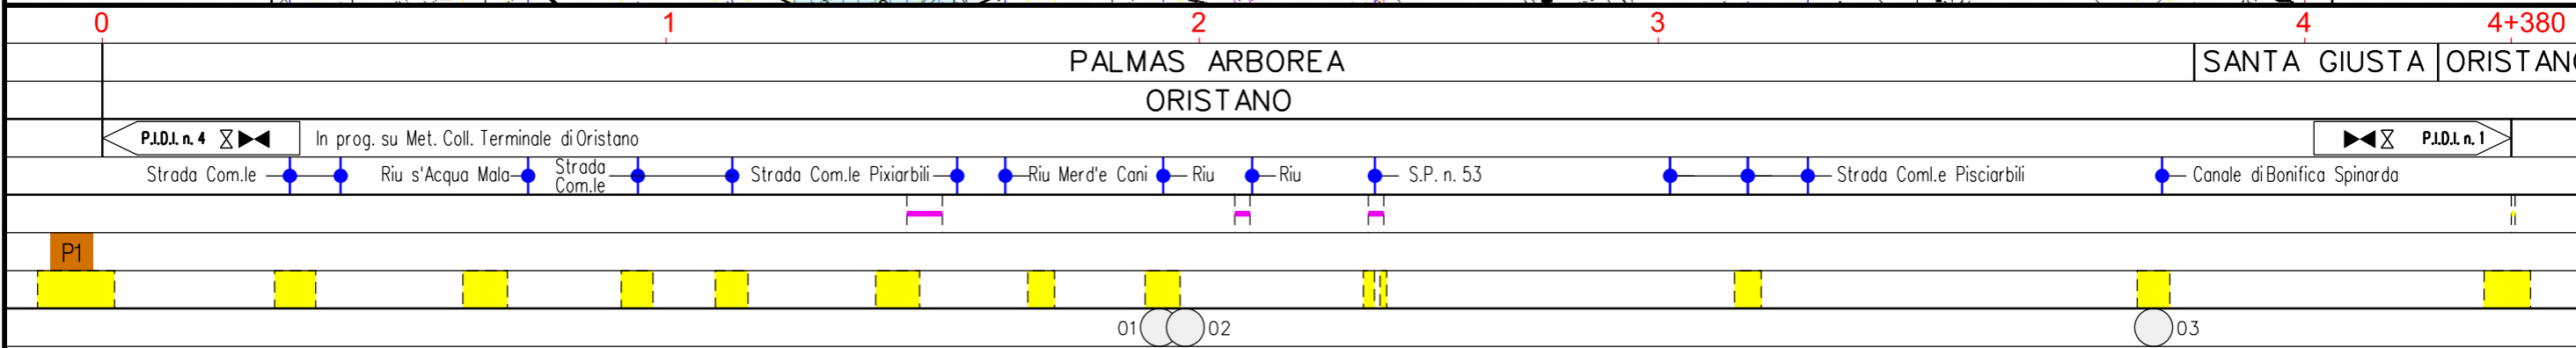 0 1 2 3 4 4+380
PALMAS ARBOREA SANTA GIUSTA ORISTANO
ORISTANO
P.I.D.I. n. 4 In prog. su Met. Coll. Terminale di Oristano P.I.D.I. n. 1
Strada Com.le Riu s'Acqua Mala Strada Com.le Strada Com.le Pixiarbili Riu Merd'e Cani Riu Riu S.P. n. 53 Strada Coml.e Pisciarbili Canale di Bonifica Spinarda
P1
01 02 03